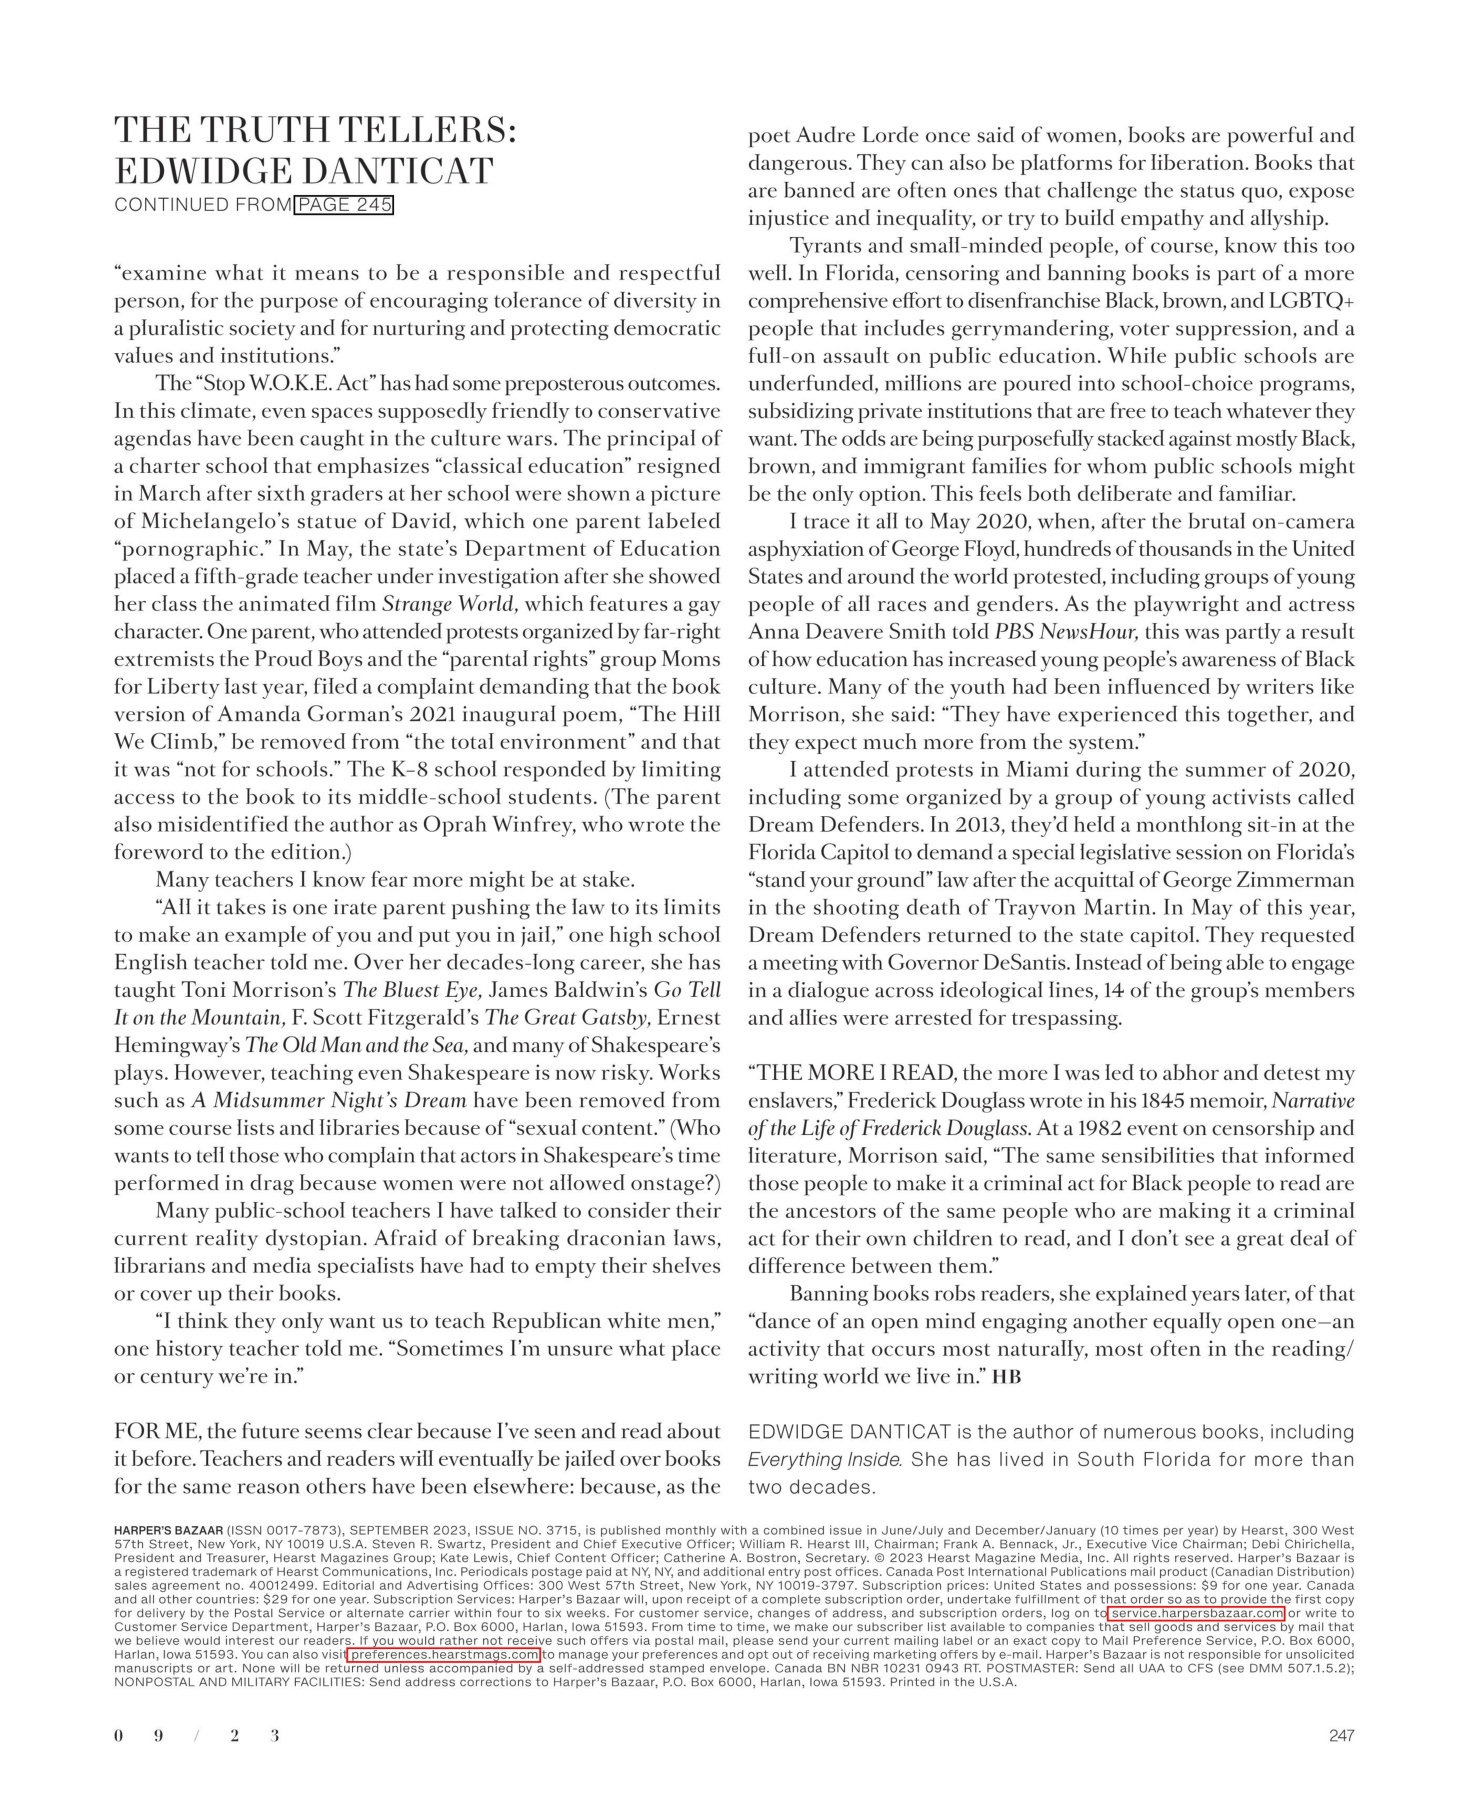 THE TRUTH TELLERS:
EDWIDGE DANTICAT
CONTINUED FROM PAGE 245
“examine what it means to be a responsible and respectful
person, for the purpose of encouraging tolerance of diversity in
a pluralistic society and for nurturing and protecting democratic
values and institutions.”
The “Stop W.O.K.E. Act” has had some preposterous outcomes.
In this climate, even spaces supposedly friendly to conservative
agendas have been caught in the culture wars. The principal of
a charter school that emphasizes “classical education” resigned
in March after sixth graders at her school were shown a picture
of Michelangelo’s statue of David, which one parent labeled
“pornographic.” In May, the state’s Department of Education
placed a fifth-grade teacher under investigation after she showed
her class the animated film Strange World, which features a gay
character. One parent, who attended protests organized by far-right
extremists the Proud Boys and the “parental rights” group Moms
for Liberty last year, filed a complaint demanding that the book
version of Amanda Gorman’s 2021 inaugural poem, “The Hill
We Climb,” be removed from “the total environment” and that
it was “not for schools.” The K–8 school responded by limiting
access to the book to its middle-school students. (The parent
also misidentified the author as Oprah Winfrey, who wrote the
foreword to the edition.)
Many teachers I know fear more might be at stake.
“All it takes is one irate parent pushing the law to its limits
to make an example of you and put you in jail,” one high school
English teacher told me. Over her decades-long career, she has
taught Toni Morrison’s The Bluest Eye, James Baldwin’s Go Tell
It on the Mountain, F. Scott Fitzgerald’s The Great Gatsby, Ernest
Hemingway’s The Old Man and the Sea, and many of Shakespeare’s
plays. However, teaching even Shakespeare is now risky. Works
such as A Midsummer Night’s Dream have been removed from
some course lists and libraries because of “sexual content.” (Who
wants to tell those who complain that actors in Shakespeare’s time
performed in drag because women were not allowed onstage?)
Many public-school teachers I have talked to consider their
current reality dystopian. Afraid of breaking draconian laws,
librarians and media specialists have had to empty their shelves
or cover up their books.
“I think they only want us to teach Republican white men,”
one history teacher told me. “Sometimes I’m unsure what place
or century we’re in.”
FOR ME, the future seems clear because I’ve seen and read about
it before. Teachers and readers will eventually be jailed over books
for the same reason others have been elsewhere: because, as the
poet Audre Lorde once said of women, books are powerful and
dangerous. They can also be platforms for liberation. Books that
are banned are often ones that challenge the status quo, expose
injustice and inequality, or try to build empathy and allyship.
Tyrants and small-minded people, of course, know this too
well. In Florida, censoring and banning books is part of a more
comprehensive effort to disenfranchise Black, brown, and LGBTQ+
people that includes gerrymandering, voter suppression, and a
full-on assault on public education. While public schools are
underfunded, millions are poured into school-choice programs,
subsidizing private institutions that are free to teach whatever they
want. The odds are being purposefully stacked against mostly Black,
brown, and immigrant families for whom public schools might
be the only option. This feels both deliberate and familiar.
I trace it all to May 2020, when, after the brutal on-camera
asphyxiation of George Floyd, hundreds of thousands in the United
States and around the world protested, including groups of young
people of all races and genders. As the playwright and actress
Anna Deavere Smith told PBS NewsHour, this was partly a result
of how education has increased young people’s awareness of Black
culture. Many of the youth had been influenced by writers like
Morrison, she said: “They have experienced this together, and
they expect much more from the system.”
I attended protests in Miami during the summer of 2020,
including some organized by a group of young activists called
Dream Defenders. In 2013, they’d held a monthlong sit-in at the
Florida Capitol to demand a special legislative session on Florida’s
“stand your ground” law after the acquittal of George Zimmerman
in the shooting death of Trayvon Martin. In May of this year,
Dream Defenders returned to the state capitol. They requested
a meeting with Governor DeSantis. Instead of being able to engage
in a dialogue across ideological lines, 14 of the group’s members
and allies were arrested for trespassing.
“THE MORE I READ, the more I was led to abhor and detest my
enslavers,” Frederick Douglass wrote in his 1845 memoir, Narrative
of the Life of Frederick Douglass. At a 1982 event on censorship and
literature, Morrison said, “The same sensibilities that informed
those people to make it a criminal act for Black people to read are
the ancestors of the same people who are making it a criminal
act for their own children to read, and I don’t see a great deal of
difference between them.”
Banning books robs readers, she explained years later, of that
“dance of an open mind engaging another equally open one—an
activity that occurs most naturally, most often in the reading/
writing world we live in.” HB
EDWIDGE DANTICAT is the author of numerous books, including
Everything Inside. She has lived in South Florida for more than
two decades.
HARPER’S BAZAAR (ISSN 0017-7873), SEPTEMBER 2023, ISSUE NO. 3715, is published monthly with a combined issue in June/July and December/January (10 times per year) by Hearst, 300 West
57th Street, New York, NY 10019 U.S.A. Steven R. Swartz, President and Chief Executive Officer; William R. Hearst III, Chairman; Frank A. Bennack, Jr., Executive Vice Chairman; Debi Chirichella,
President and Treasurer, Hearst Magazines Group; Kate Lewis, Chief Content Officer; Catherine A. Bostron, Secretary. © 2023 Hearst Magazine Media, Inc. All rights reserved. Harper’s Bazaar is
a registered trademark of Hearst Communications, Inc. Periodicals postage paid at NY, NY, and additional entry post offices. Canada Post International Publications mail product (Canadian Distribution)
sales agreement no. 40012499. Editorial and Advertising Offices: 300 West 57th Street, New York, NY 10019-3797. Subscription prices: United States and possessions: $9 for one year. Canada
and all other countries: $29 for one year. Subscription Services: Harper’s Bazaar will, upon receipt of a complete subscription order, undertake fulfillment of that order so as to provide the first copy
for delivery by the Postal Service or alternate carrier within four to six weeks. For customer service, changes of address, and subscription orders, log on to service.harpersbazaar.com or write to
Customer Service Department, Harper’s Bazaar, P.O. Box 6000, Harlan, Iowa 51593. From time to time, we make our subscriber list available to companies that sell goods and services by mail that
we believe would interest our readers. If you would rather not receive such offers via postal mail, please send your current mailing label or an exact copy to Mail Preference Service, P.O. Box 6000,
Harlan, Iowa 51593. You can also visit preferences.hearstmags.com to manage your preferences and opt out of receiving marketing offers by e-mail. Harper’s Bazaar is not responsible for unsolicited
manuscripts or art. None will be returned unless accompanied by a self-addressed stamped envelope. Canada BN NBR 10231 0943 RT. POSTMASTER: Send all UAA to CFS (see DMM 507.1.5.2);
NONPOSTAL AND MILITARY FACILITIES: Send address corrections to Harper’s Bazaar, P.O. Box 6000, Harlan, Iowa 51593. Printed in the U.S.A.
09/23
247